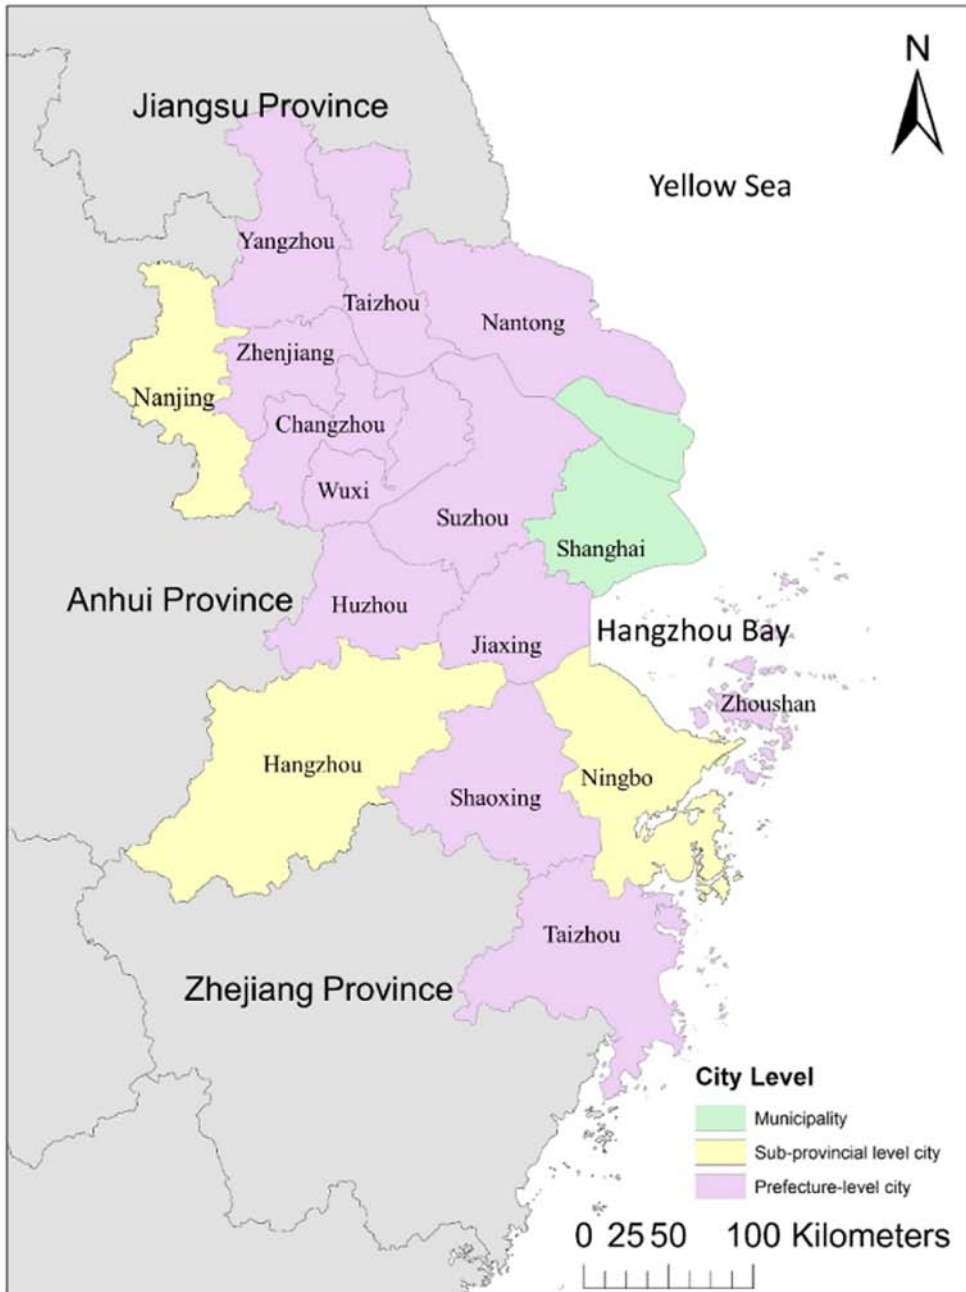 N
Jiangsu Province
Yellow Sea
Yangzhou
Taizhou
Nantong
Zhenjiang
Nanjing
Changzhou
Wuxi
Suzhou
Shanghai
Anhui Province
Huzhou
Hangzhou Bay
Jiaxing
Zhoushan
Hangzhou
Ningbo
Shaoxing
Taizhou
Zhejiang Province
City Level
Municipality
Sub-provincial level city
Prefecture-level city
0 25 50 100 Kilometers